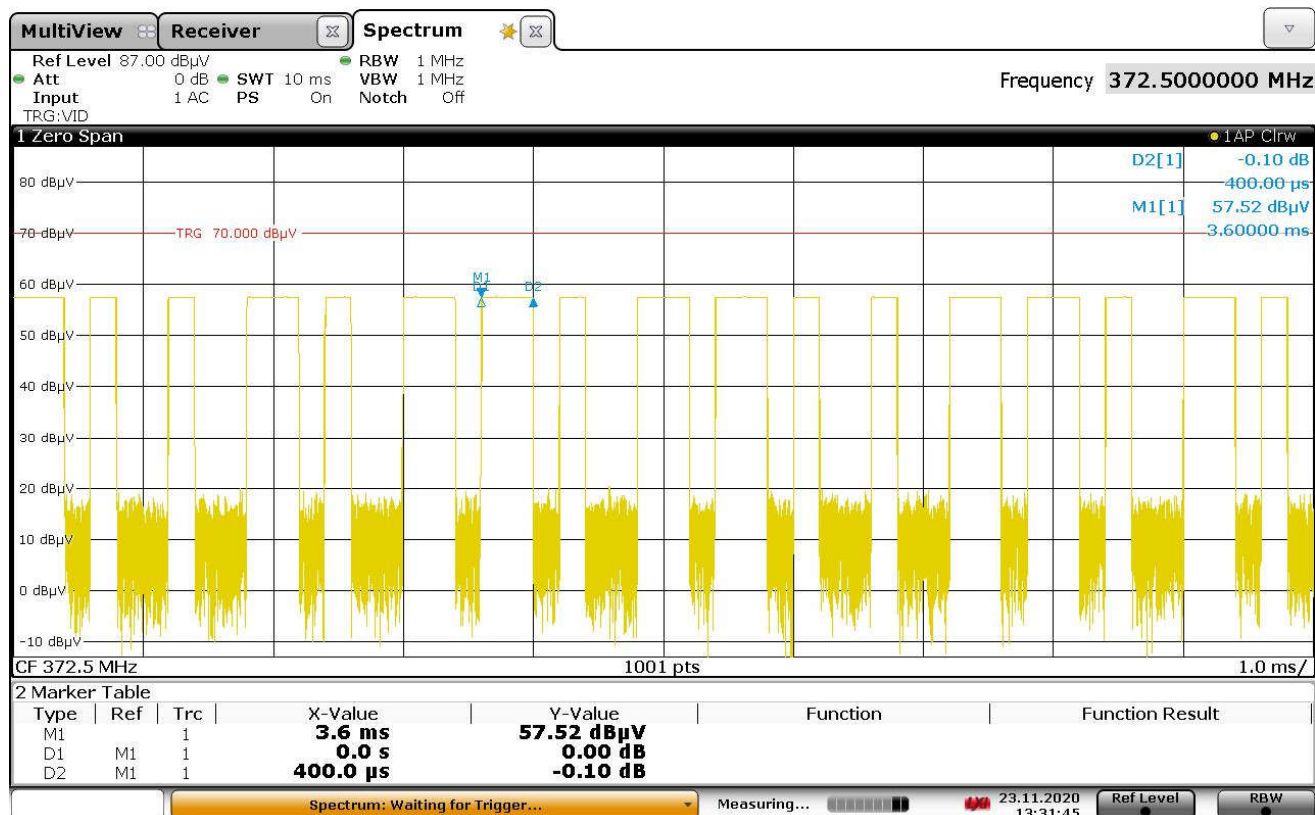 MultiView Receiver Spectrum
Ref Level 87.00 dBµV RBW 1 MHz
Att 0 dB SWT 10 ms VBW 1 MHz
Input 1 AC PS On Notch Off
TRG:VID
Frequency 372.5000000 MHz
1 Zero Span 1AP Clrw
D2[1] -0.10 dB
400.00 µs
M1[1] 57.52 dBµV
3.60000 ms
80 dBµV
70 dBµV
TRG 70.000 dBµV
60 dBµV
M1
D1 D2
50 dBµV
40 dBµV
30 dBµV
20 dBµV
10 dBµV
0 dBµV
-10 dBµV
CF 372.5 MHz 1001 pts 1.0 ms/
2 Marker Table
Type Ref Trc X-Value Y-Value Function Function Result
M1 1 3.6 ms 57.52 dBµV
D1 M1 1 0.0 s 0.00 dB
D2 M1 1 400.0 µs -0.10 dB
Spectrum: Waiting for Trigger... Measuring... 23.11.2020 Ref Level RBW
13:31:45